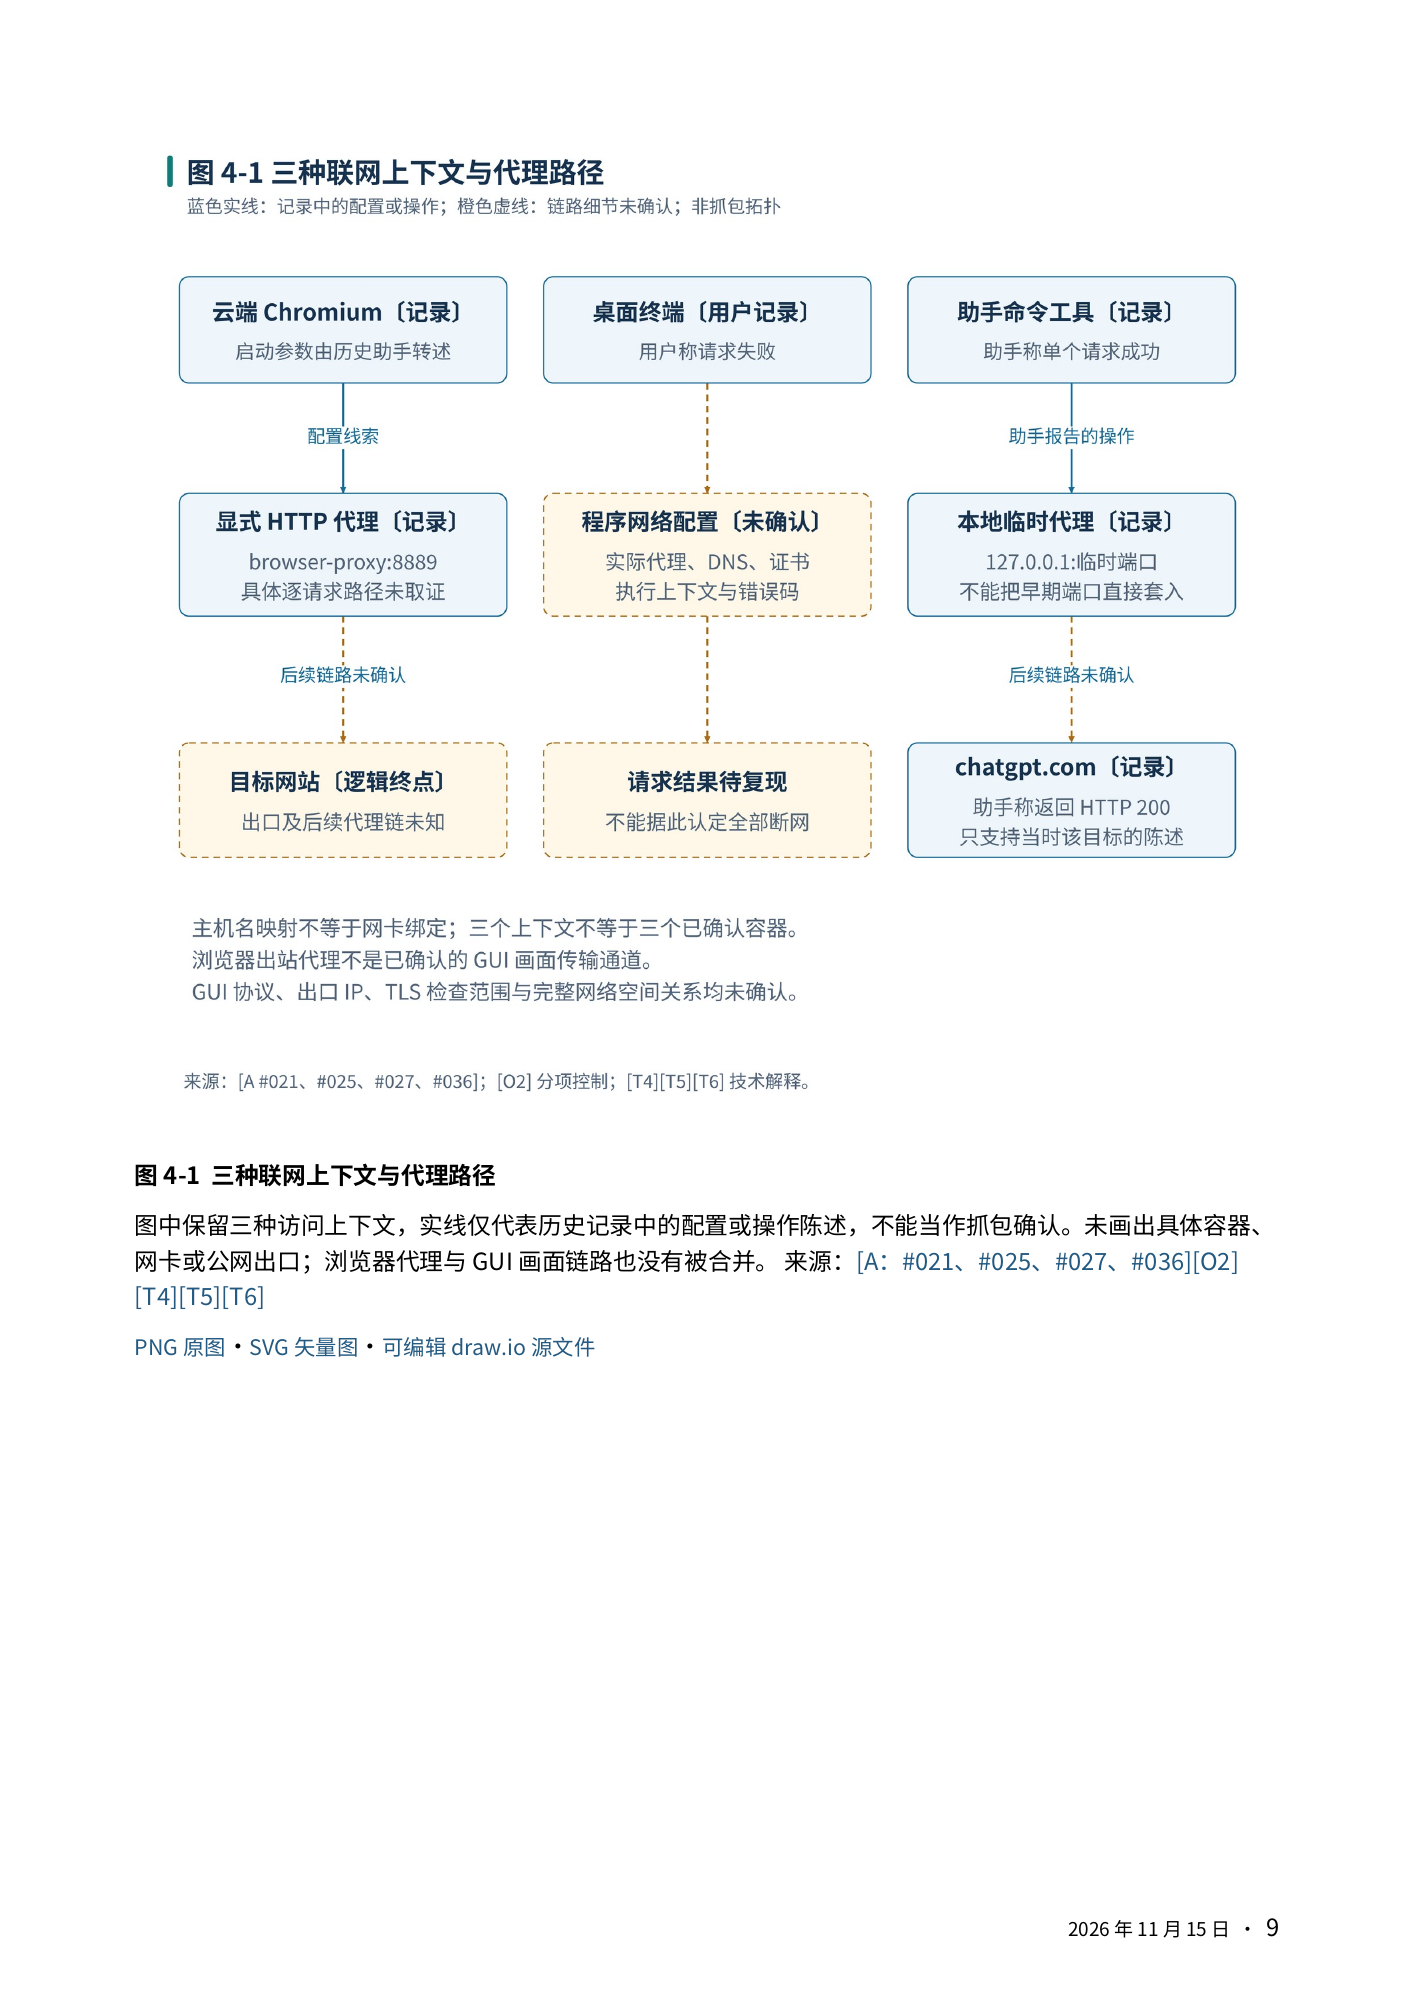 图 4-1 三种联网上下文与代理路径
蓝色实线：记录中的配置或操作；橙色虚线：链路细节未确认；非抓包拓扑
云端 Chromium〔记录〕
启动参数由历史助手转述
桌面终端〔用户记录〕
用户称请求失败
助手命令工具〔记录〕
助手称单个请求成功
配置线索
助手报告的操作
显式 HTTP 代理〔记录〕
browser-proxy:8889
具体逐请求路径未取证
程序网络配置〔未确认〕
实际代理、DNS、证书
执行上下文与错误码
本地临时代理〔记录〕
127.0.0.1:临时端口
不能把早期端口直接套入
后续链路未确认
后续链路未确认
目标网站〔逻辑终点〕
出口及后续代理链未知
请求结果待复现
不能据此认定全部断网
chatgpt.com〔记录〕
助手称返回 HTTP 200
只支持当时该目标的陈述
主机名映射不等于网卡绑定；三个上下文不等于三个已确认容器。
浏览器出站代理不是已确认的 GUI 画面传输通道。
GUI 协议、出口 IP、TLS 检查范围与完整网络空间关系均未确认。
来源：[A #021、#025、#027、#036]；[O2] 分项控制；[T4][T5][T6] 技术解释。
图 4-1 三种联网上下文与代理路径
图中保留三种访问上下文，实线仅代表历史记录中的配置或操作陈述，不能当作抓包确认。未画出具体容器、
网卡或公网出口；浏览器代理与 GUI 画面链路也没有被合并。 来源：[A：#021、#025、#027、#036][O2]
[T4][T5][T6]
PNG 原图 • SVG 矢量图 • 可编辑 draw.io 源文件
2026 年 11 月 15 日 · 9